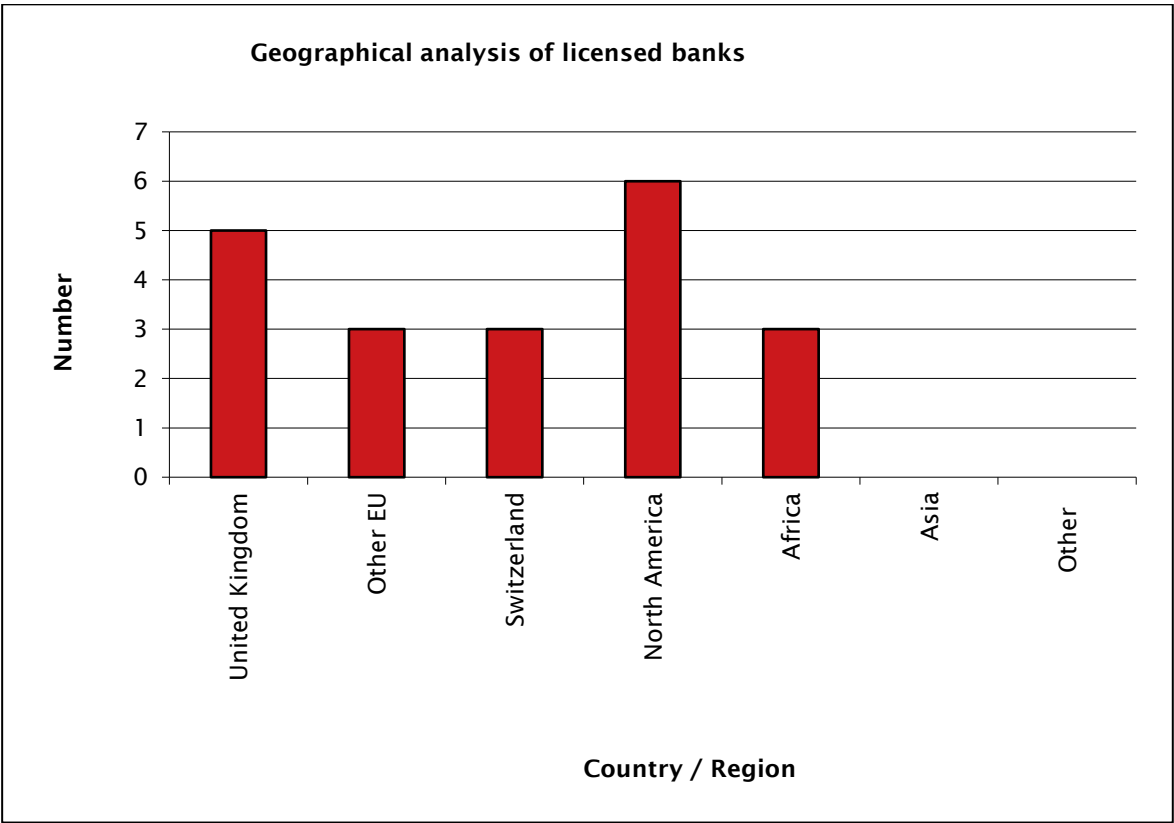 Geographical analysis of licensed banks
7
6
5
4
3
2
1
0
Number
United Kingdom
Other EU
Switzerland
North America
Africa
Asia
Other
Country / Region